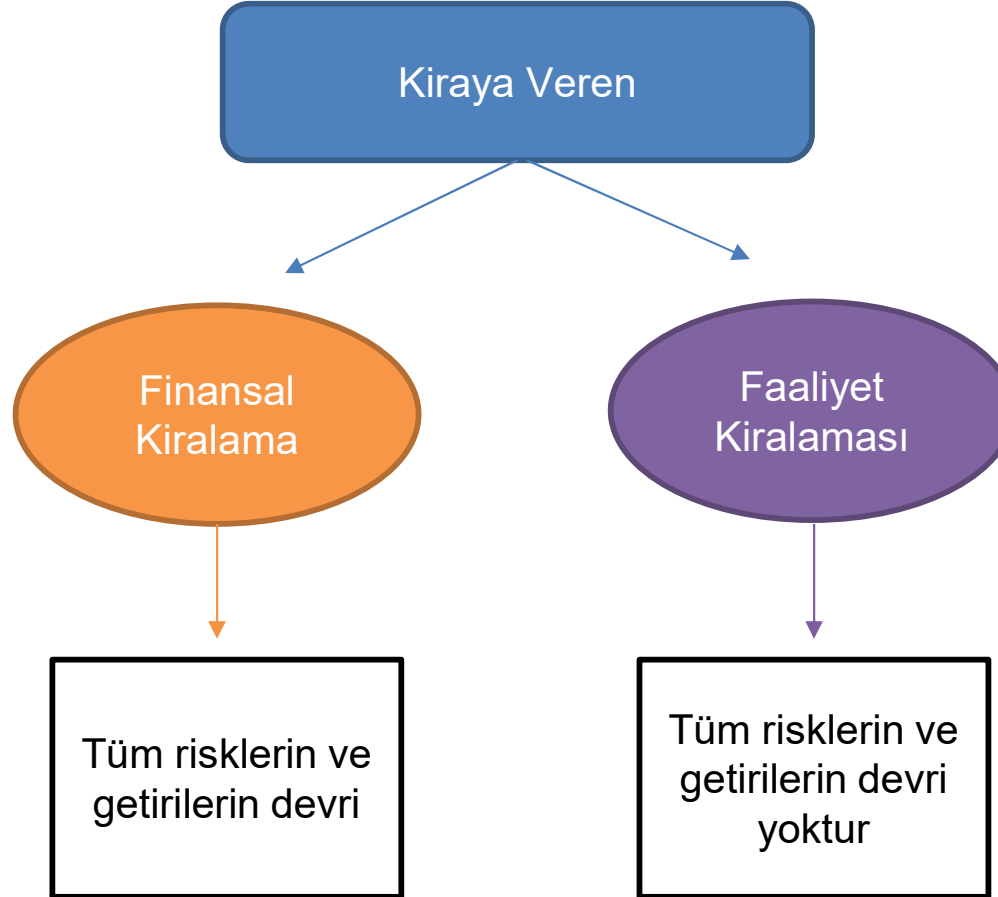 Kiraya Veren
Finansal
Kiralama
Faaliyet
Kiralaması
Tüm risklerin ve
getirilerin devri
Tüm risklerin ve
getirilerin devri
yoktur